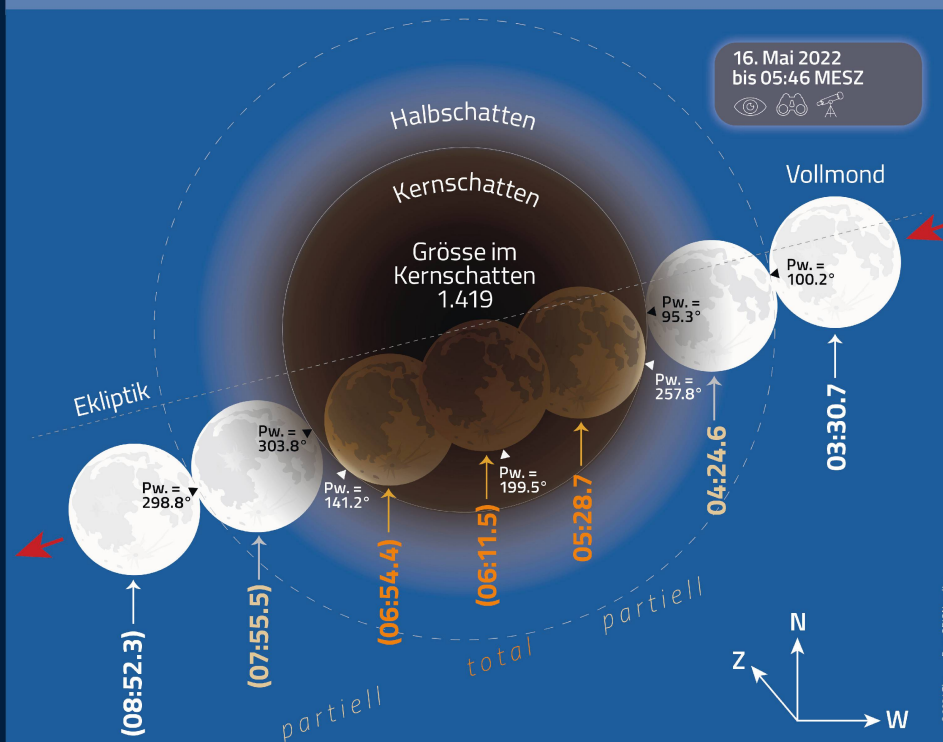 16. Mai 2022
bis 05:46 MESZ
Halbschatten
Kernschatten
Vollmond
Grösse im
Kernschatten
1.419
Pw. =
100.2°
Pw. =
95.3°
Pw. =
257.8°
Ekliptik
Pw. =
303.8°
Pw. =
298.8°
Pw. =
141.2°
Pw. =
199.5°
03:30.7
04:24.6
05:28.7
(06:11.5)
(06:54.4)
(07:55.5)
(08:52.3)
partiell
total
partiell
N
Z
W